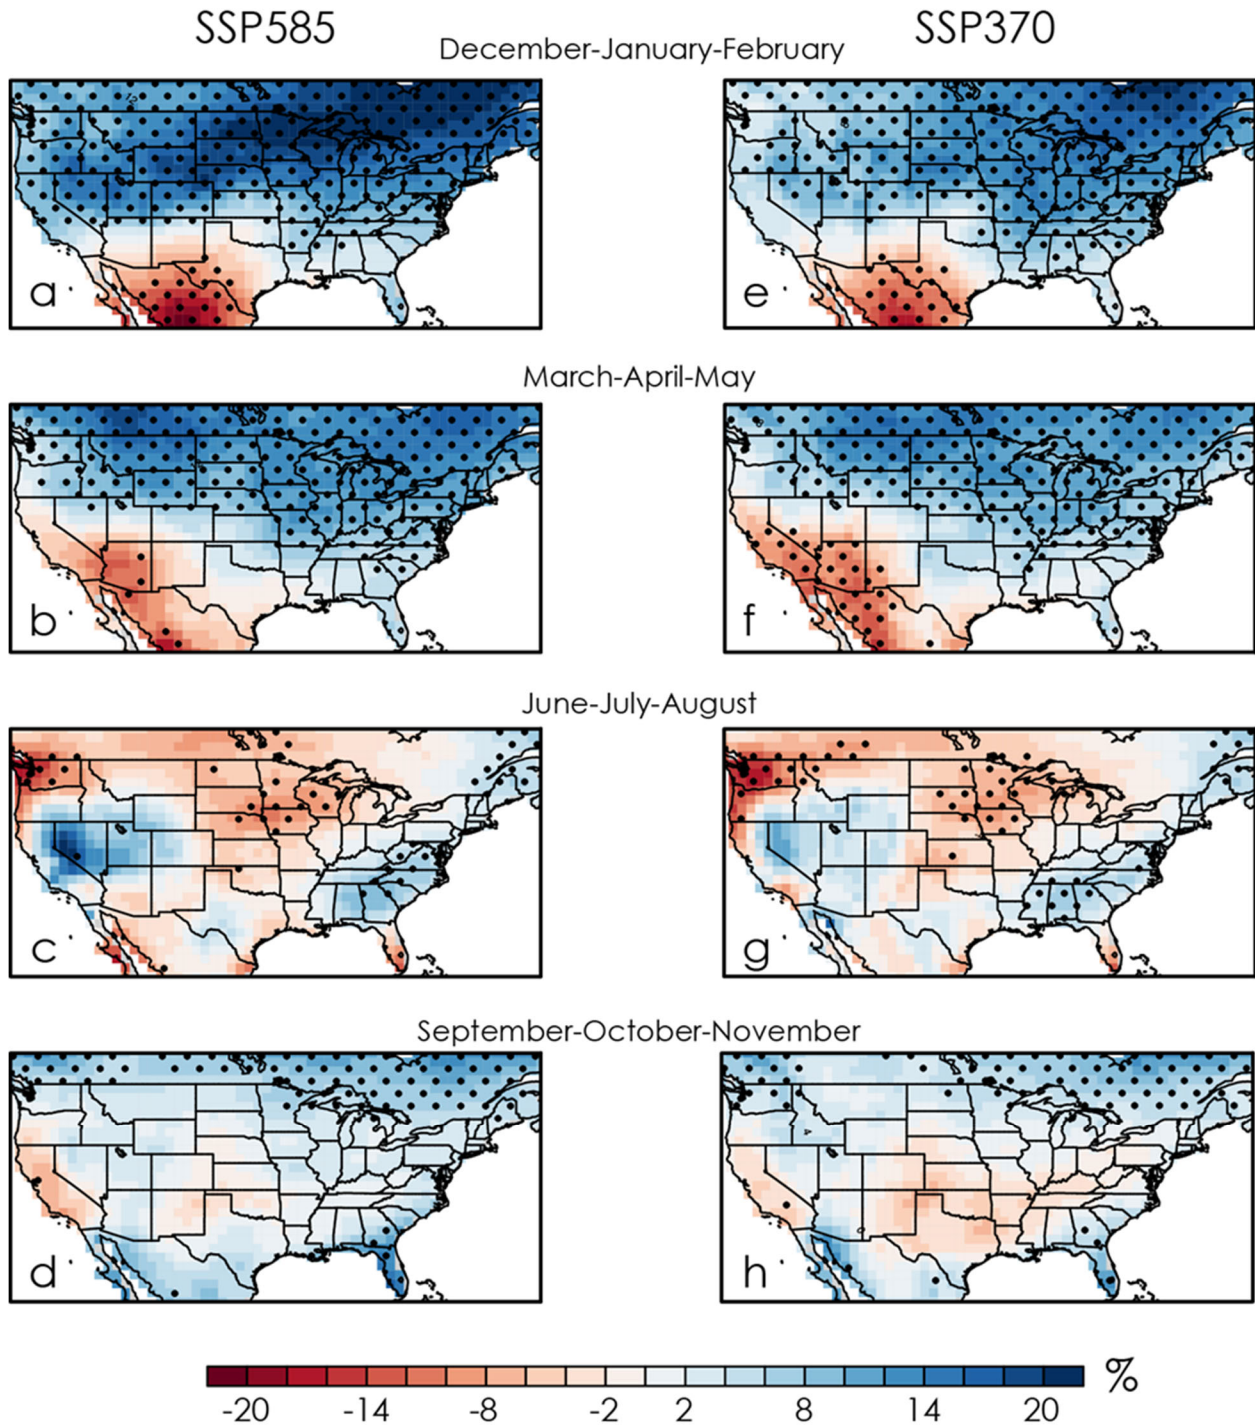 SSP585 SSP370
December-January-February
a e
March-April-May
b f
June-July-August
c g
September-October-November
d h
-20 -14 -8 -2 2 8 14 20 %